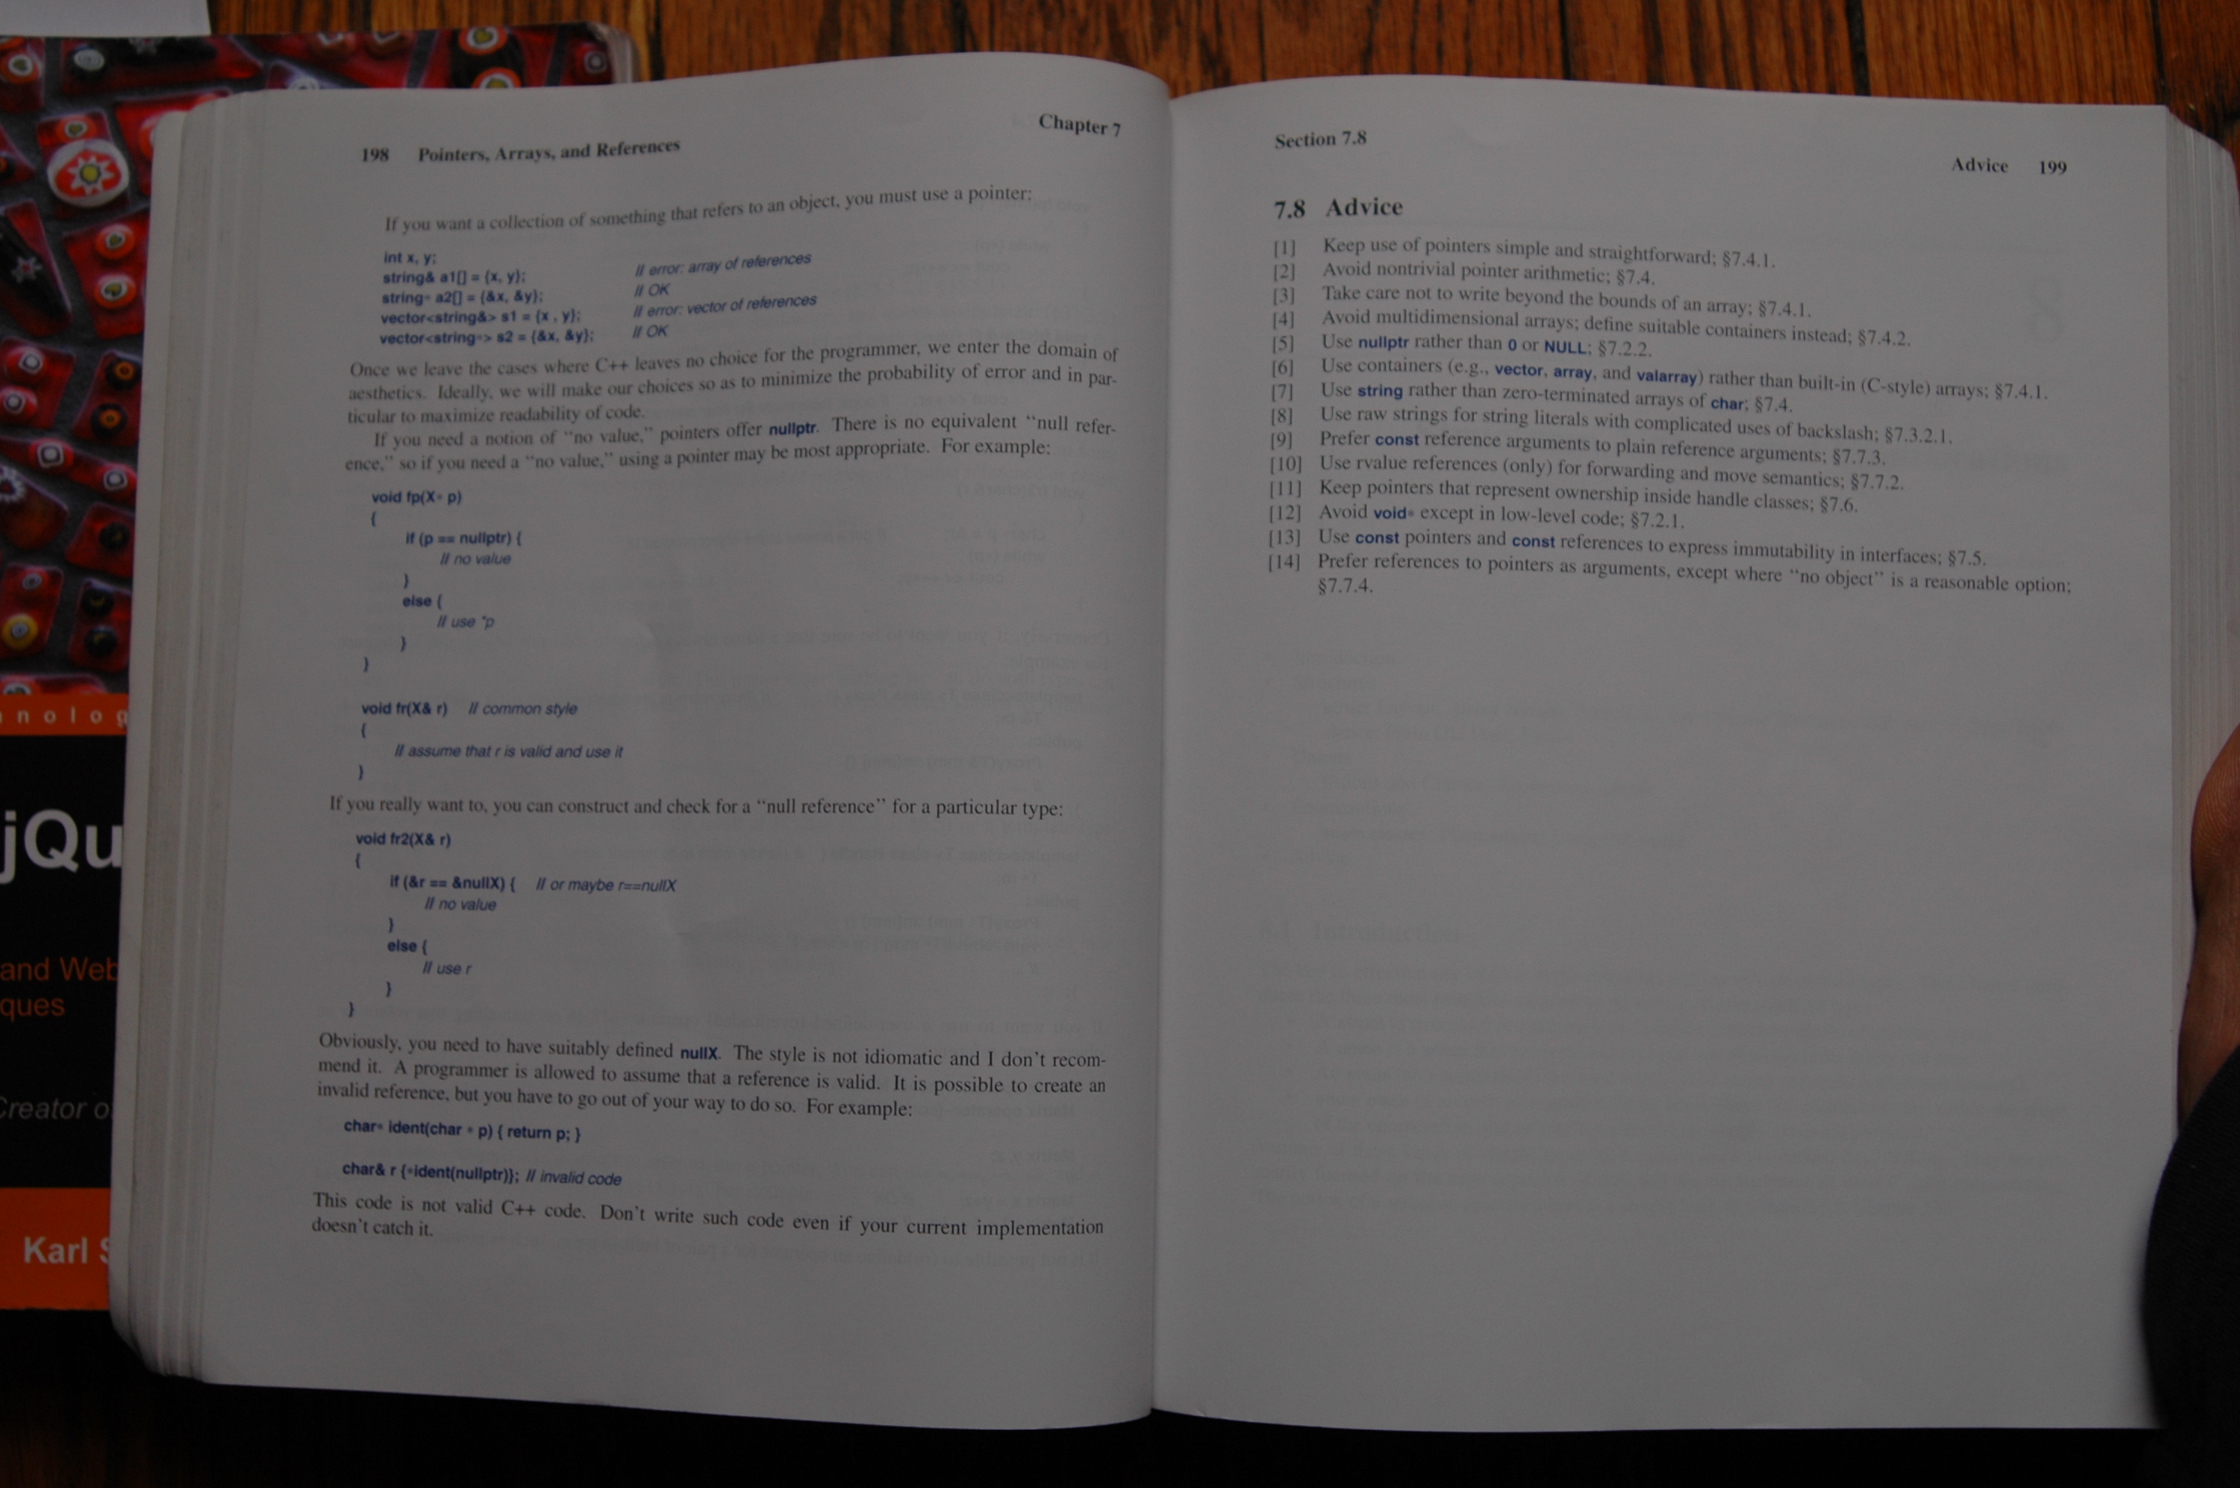 198 Pointers, Arrays, and References Chapter 7
If you want a collection of something that refers to an object, you must use a pointer:
int x, y;
string& a1[] = {x, y}; // error: array of references
string* a2[] = {&x, &y}; // OK
vector<string&> s1 = {x , y}; // error: vector of references
vector<string*> s2 = {&x, &y}; // OK
Once we leave the cases where C++ leaves no choice for the programmer, we enter the domain of
aesthetics. Ideally, we will make our choices so as to minimize the probability of error and in par-
ticular to maximize readability of code.
If you need a notion of “no value,” pointers offer nullptr. There is no equivalent “null refer-
ence,” so if you need a “no value,” using a pointer may be most appropriate. For example:
void fp(X* p)
{
if (p == nullptr) {
// no value
}
else {
// use *p
}
}
void fr(X& r) // common style
{
// assume that r is valid and use it
}
If you really want to, you can construct and check for a “null reference” for a particular type:
void fr2(X& r)
{
if (&r == &nullX) { // or maybe r==nullX
// no value
}
else {
// use r
}
}
Obviously, you need to have suitably defined nullX. The style is not idiomatic and I don’t recom-
mend it. A programmer is allowed to assume that a reference is valid. It is possible to create an
invalid reference, but you have to go out of your way to do so. For example:
char* ident(char * p) { return p; }
char& r {*ident(nullptr)}; // invalid code
This code is not valid C++ code. Don’t write such code even if your current implementation
doesn’t catch it.
Section 7.8 Advice 199
7.8 Advice
[1] Keep use of pointers simple and straightforward; §7.4.1.
[2] Avoid nontrivial pointer arithmetic; §7.4.
[3] Take care not to write beyond the bounds of an array; §7.4.1.
[4] Avoid multidimensional arrays; define suitable containers instead; §7.4.2.
[5] Use nullptr rather than 0 or NULL; §7.2.2.
[6] Use containers (e.g., vector, array, and valarray) rather than built-in (C-style) arrays; §7.4.1.
[7] Use string rather than zero-terminated arrays of char; §7.4.
[8] Use raw strings for string literals with complicated uses of backslash; §7.3.2.1.
[9] Prefer const reference arguments to plain reference arguments; §7.7.3.
[10] Use rvalue references (only) for forwarding and move semantics; §7.7.2.
[11] Keep pointers that represent ownership inside handle classes; §7.6.
[12] Avoid void* except in low-level code; §7.2.1.
[13] Use const pointers and const references to express immutability in interfaces; §7.5.
[14] Prefer references to pointers as arguments, except where “no object” is a reasonable option;
§7.7.4.
nolog
jQu
and Web
ques
Creator o
Karl S